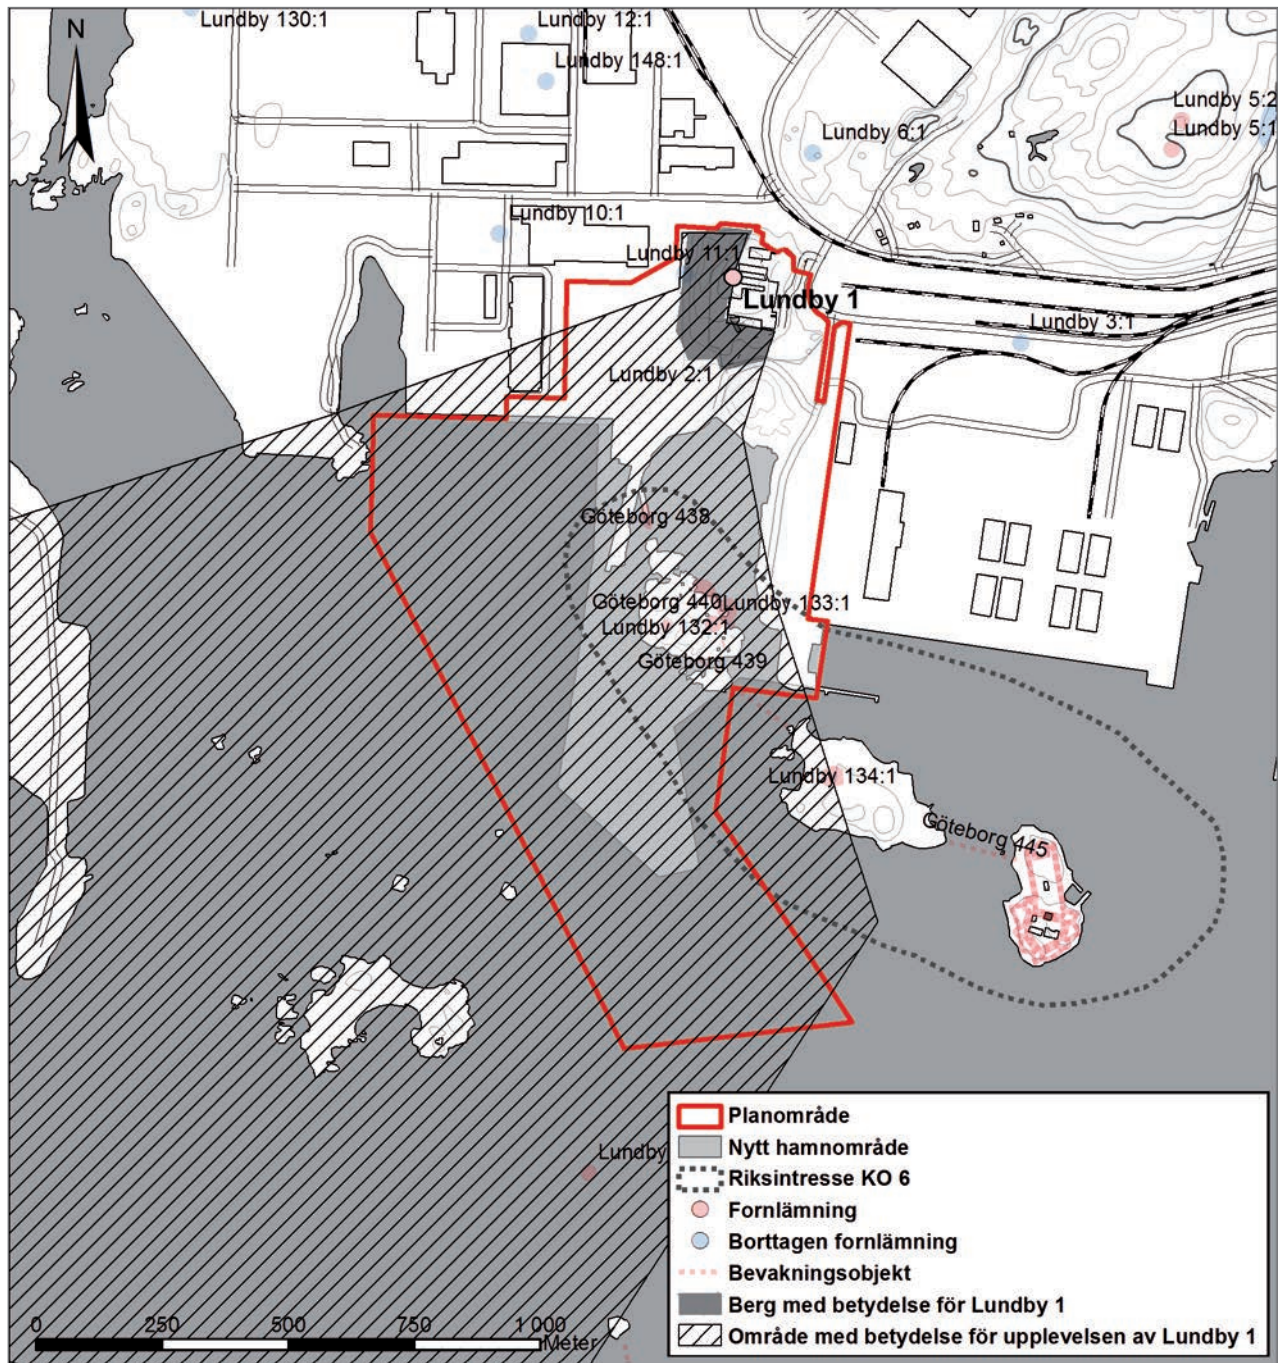 Lundby 130:1
Lundby 12:1
N
Lundby 148:1
Lundby 5:2
Lundby 5:1
Lundby 6:1
Lundby 10:1
Lundby 11:1
Lundby 1
Lundby 3:1
Lundby 2:1
Göteborg 438
Göteborg 440
Lundby 133:1
Lundby 132:1
Göteborg 439
Lundby 134:1
Göteborg 445
Lundby
Planområde
Nytt hamnområde
Riksintresse KO 6
Fornlämning
Borttagen fornlämning
Bevakningsobjekt
Berg med betydelse för Lundby 1
Område med betydelse för upplevelsen av Lundby 1
0 250 500 750 1 000
Meter